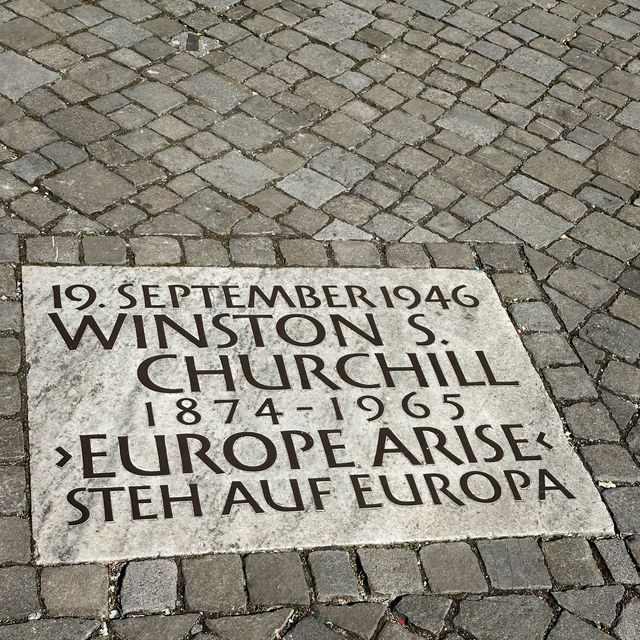 19. SEPTEMBER 1946
WINSTON S.
CHURCHILL
1874-1965
›EUROPE ARISE‹
STEH AUF EUROPA